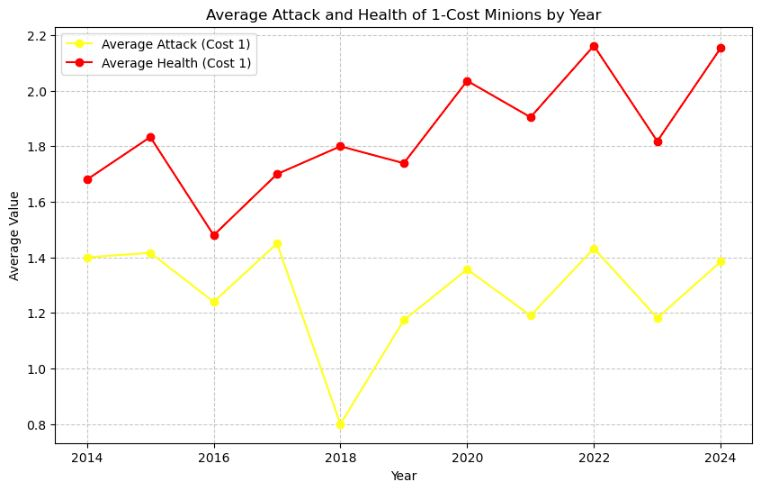 Average Attack and Health of 1-Cost Minions by Year
Average Attack (Cost 1)
Average Health (Cost 1)
2.2
2.0
1.8
1.6
1.4
1.2
1.0
0.8
Average Value
2014
2016
2018
2020
2022
2024
Year